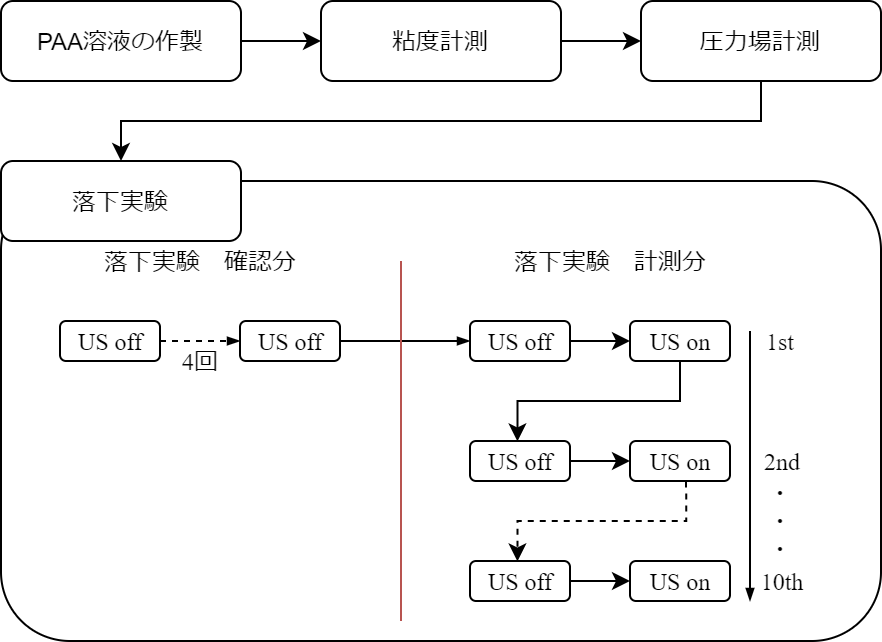 PAA溶液の作製
粘度計測
圧力場計測
落下実験
落下実験　確認分
落下実験　計測分
US off
4回
US off
US off
US on
1st
US off
US on
2nd
・
・
・
US off
US on
10th